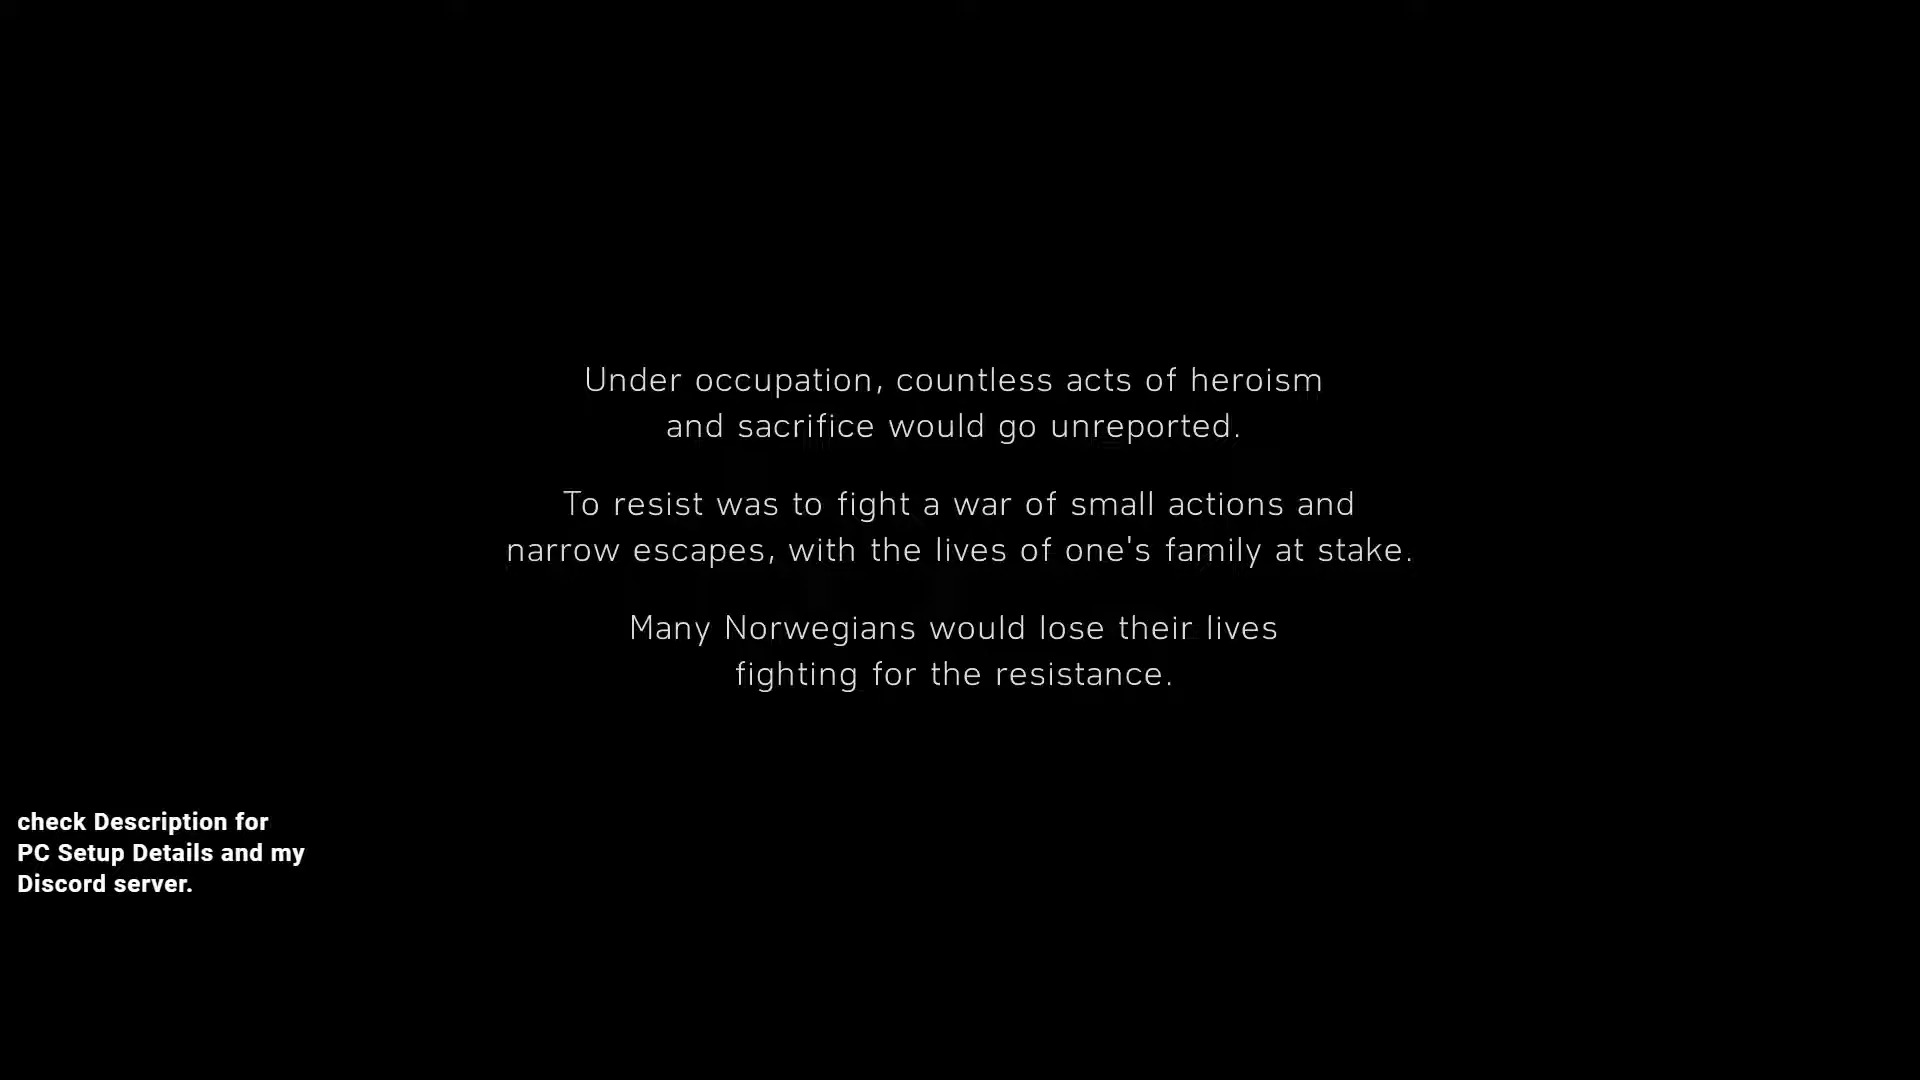 Under occupation, countless acts of heroism
and sacrifice would go unreported.
To resist was to fight a war of small actions and
narrow escapes, with the lives of one's family at stake.
Many Norwegians would lose their lives
fighting for the resistance.
check Description for
PC Setup Details and my
Discord server.